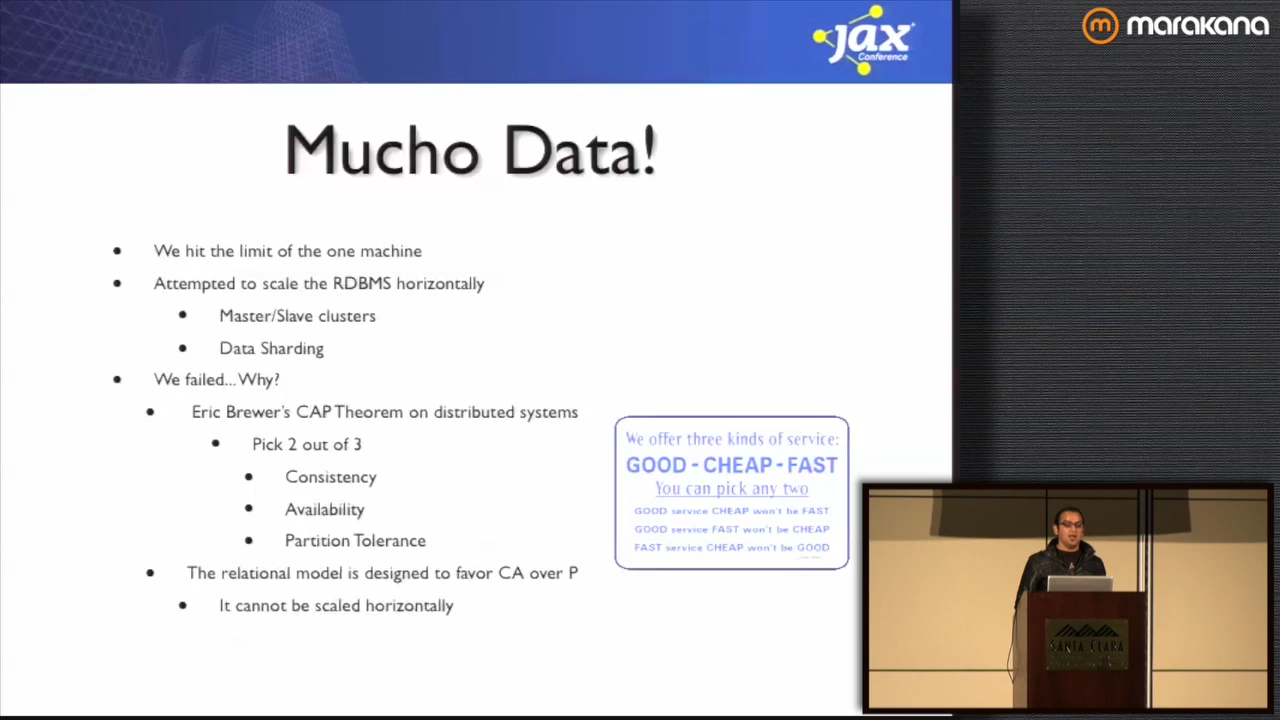 jax
Conference
marakana
Mucho Data!
We hit the limit of the one machine
Attempted to scale the RDBMS horizontally
Master/Slave clusters
Data Sharding
We failed... Why?
Eric Brewer's CAP Theorem on distributed systems
Pick 2 out of 3
Consistency
Availability
Partition Tolerance
The relational model is designed to favor CA over P
It cannot be scaled horizontally
We offer three kinds of service:
GOOD - CHEAP - FAST
You can pick any two
GOOD service CHEAP won't be FAST
GOOD service FAST won't be CHEAP
FAST service CHEAP won't be GOOD
SANTA CLARA